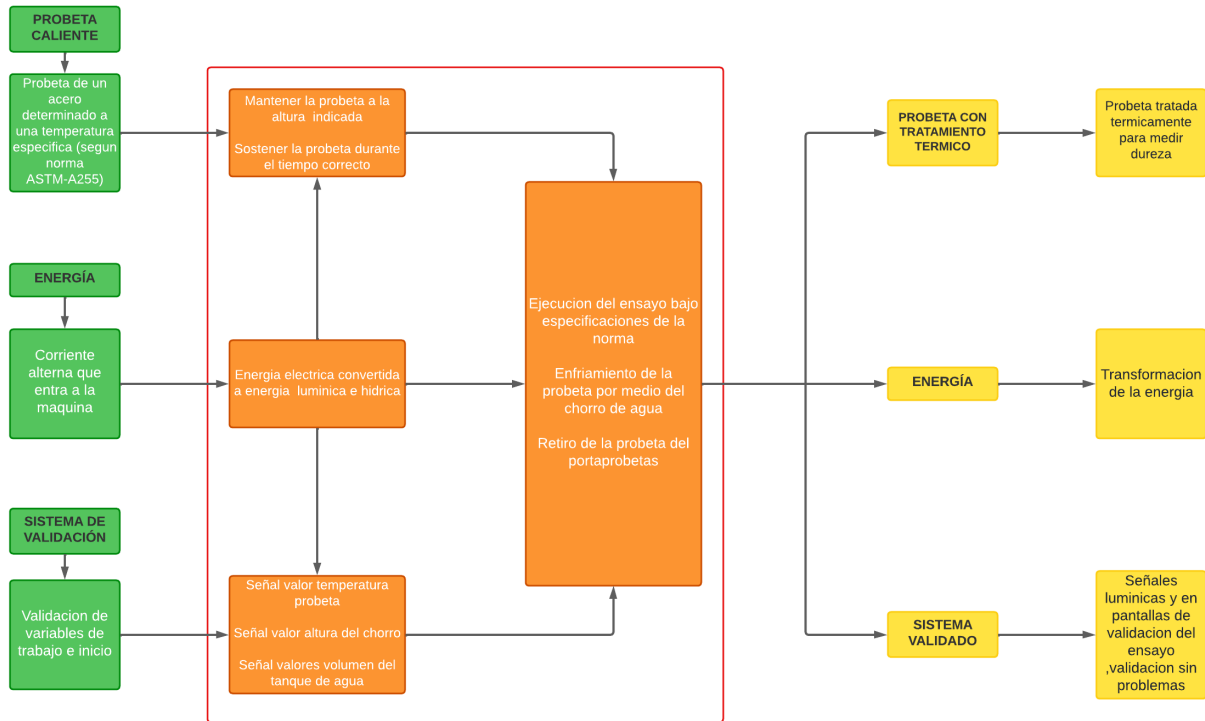 PROBETA
CALIENTE
Probeta de un
acero
determinado a
una temperatura
especifica (segun
norma
ASTM-A255)
ENERGÍA
Corriente
alterna que
entra a la
maquina
SISTEMA DE
VALIDACIÓN
Validacion de
variables de
trabajo e inicio
Mantener la probeta a la
altura indicada
Sostener la probeta durante
el tiempo correcto
Energia electrica convertida
a energia luminica e hidrica
Señal valor temperatura
probeta
Señal valor altura del chorro
Señal valores volumen del
tanque de agua
Ejecucion del ensayo bajo
especificaciones de la
norma
Enfriamiento de la
probeta por medio del
chorro de agua
Retiro de la probeta del
portaprobetas
PROBETA CON
TRATAMIENTO
TERMICO
Probeta tratada
termicamente
para medir
dureza
ENERGÍA
Transformacion
de la energia
SISTEMA
VALIDADO
Señales
luminicas y en
pantallas de
validacion del
ensayo
,validacion sin
problemas